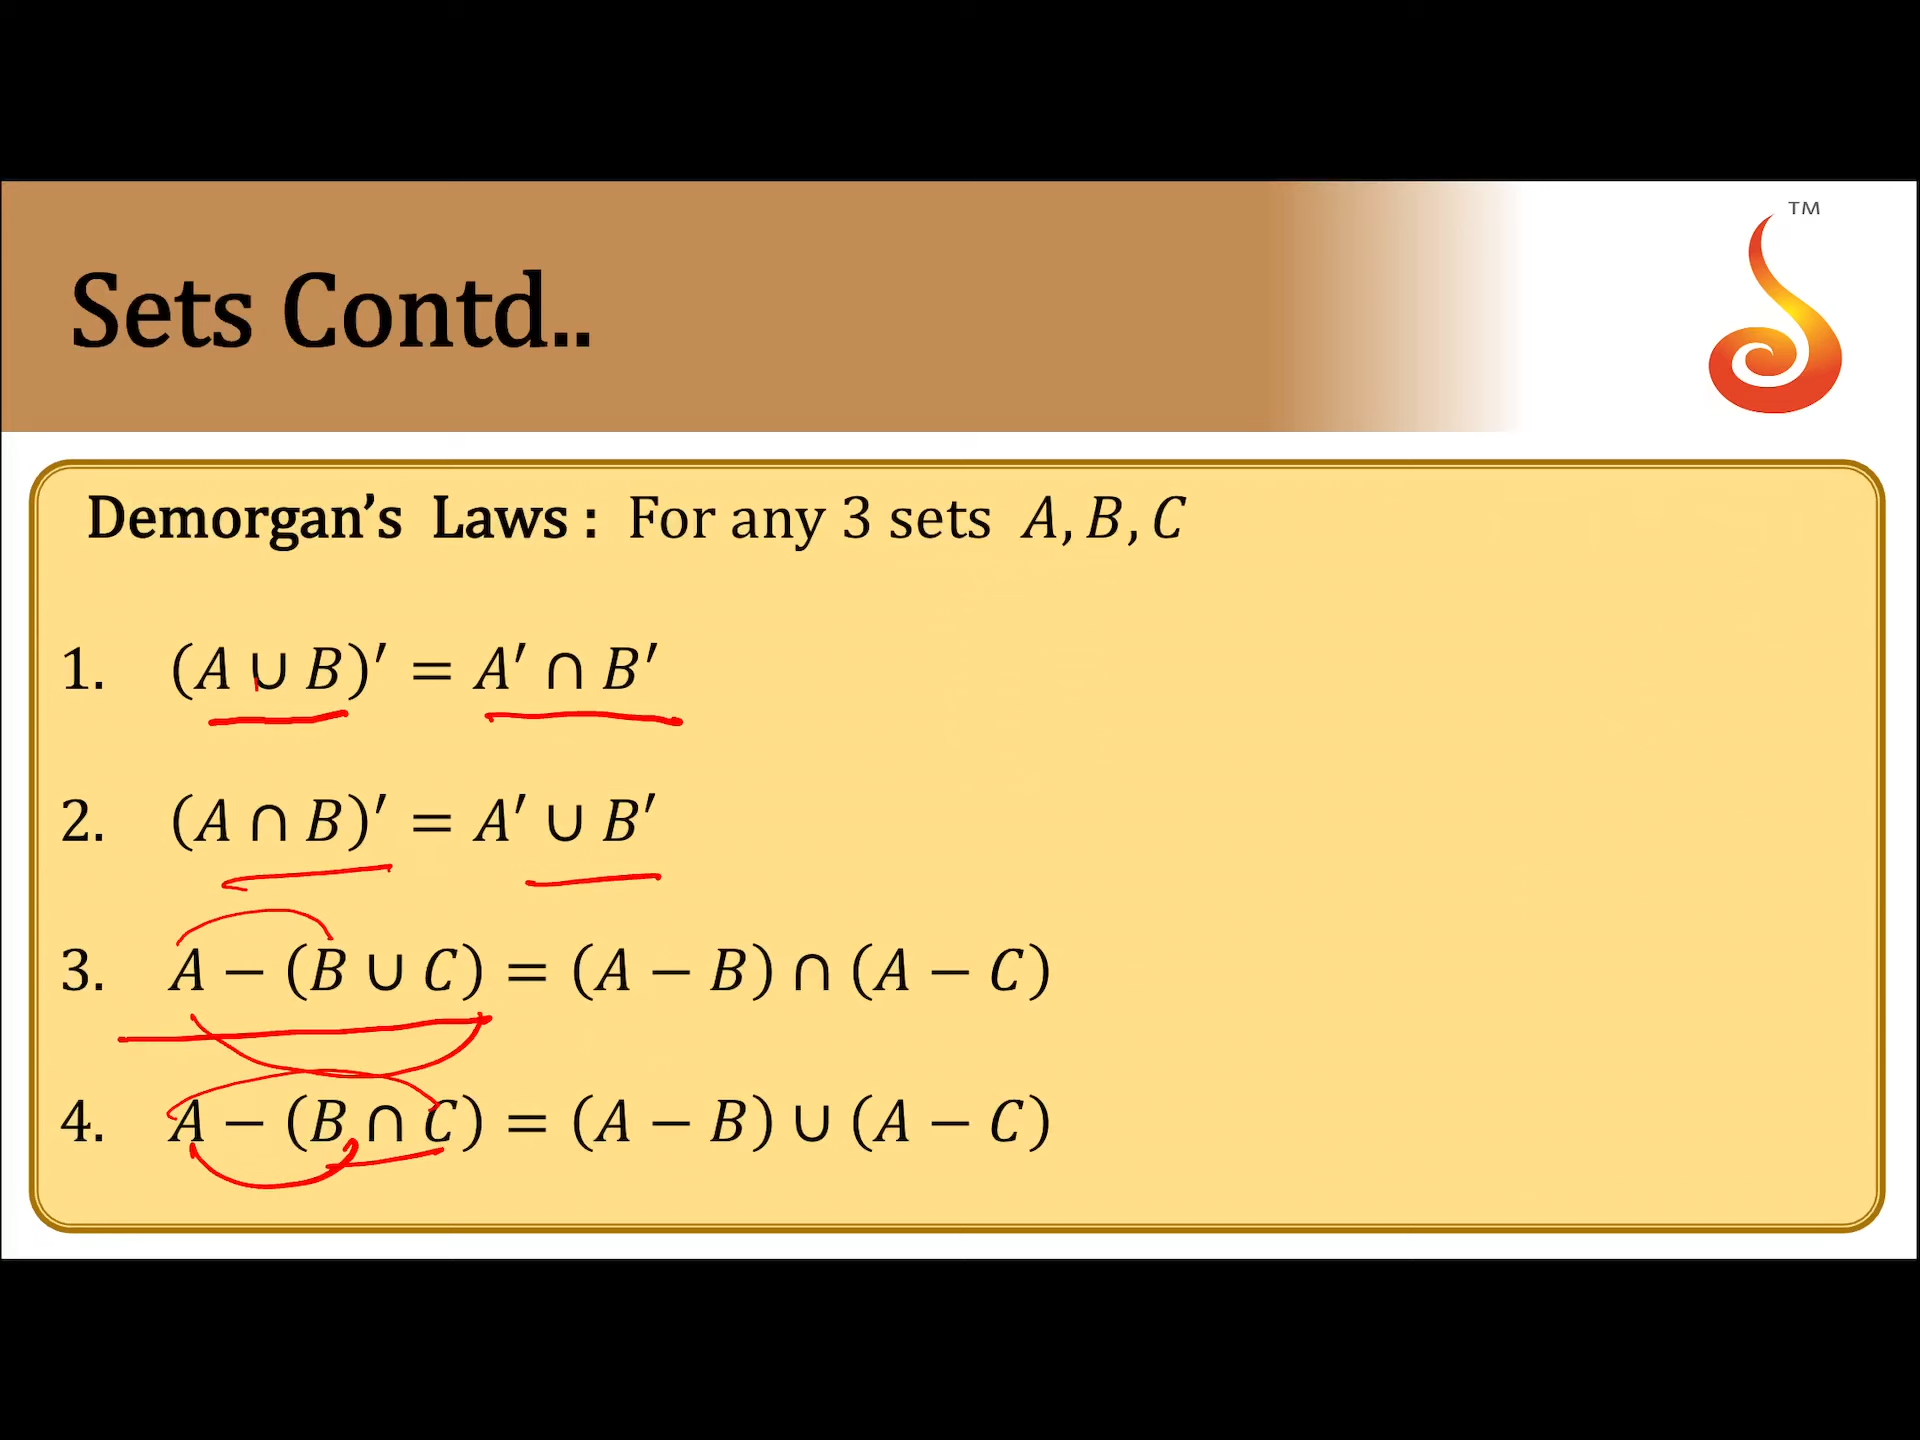 TM
Sets Contd..
Demorgan’s Laws : For any 3 sets A, B, C
1. (A ∪ B)′ = A′ ∩ B′
2. (A ∩ B)′ = A′ ∪ B′
3. A − (B ∪ C) = (A − B) ∩ (A − C)
4. A − (B ∩ C) = (A − B) ∪ (A − C)